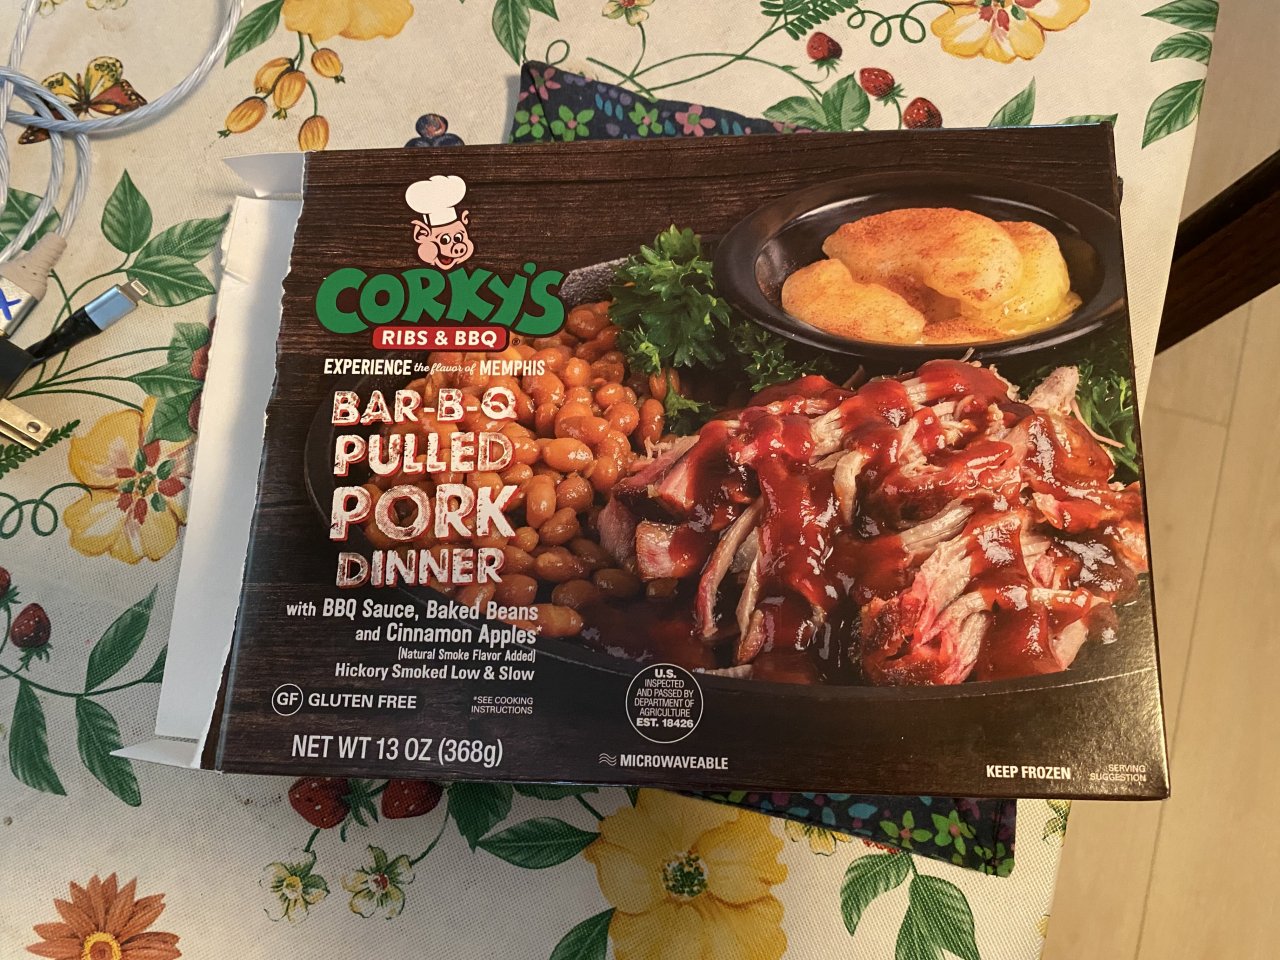 CORKY'S
RIBS & BBQ
EXPERIENCE the flavor of MEMPHIS
BAR-B-Q
PULLED
PORK
DINNER
with BBQ Sauce, Baked Beans
and Cinnamon Apples*
(Natural Smoke Flavor Added)
Hickory Smoked Low & Slow
GF GLUTEN FREE
*SEE COOKING
INSTRUCTIONS
NET WT 13 OZ (368g)
U.S.
INSPECTED
AND PASSED BY
DEPARTMENT OF
AGRICULTURE
EST. 18426
MICROWAVEABLE
KEEP FROZEN
SERVING
SUGGESTION